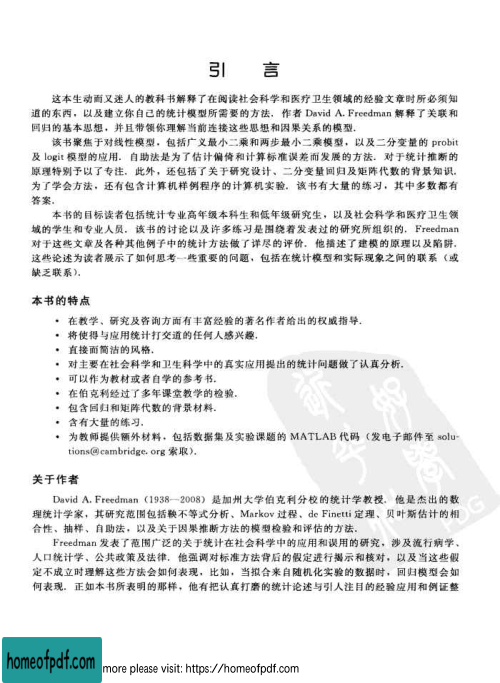 引 言
这本生动而又迷人的教科书解释了在阅读社会科学和医疗卫生领域的经验文章时所必须知
道的东西，以及建立你自己的统计模型所需要的方法．作者 David A. Freedman 解释了关联和
回归的基本思想，并且带领你理解当前连接这些思想和因果关系的模型．
该书聚焦于对线性模型，包括广义最小二乘和两步最小二乘模型，以及二分变量的 probit
及 logit 模型的应用．自助法是为了估计偏倚和计算标准误差而发展的方法．对于统计推断的
原理特别予以了专注．此外，还包括了关于研究设计、二分变量回归及矩阵代数的背景知识．
为了学会方法，还有包含计算机样例程序的计算机实验．该书有大量的练习，其中多数都有
答案．
本书的目标读者包括统计专业高年级本科生和低年级研究生，以及社会科学和医疗卫生领
域的学生和专业人员．该书的讨论以及许多练习是围绕着发表过的研究所组织的．Freedman
对于这些文章及各种其他例子中的统计方法做了详尽的评价．他描述了建模的原理以及陷阱．
这些论述为读者展示了如何思考一些重要的问题，包括在统计模型和实际现象之间的联系（或
缺乏联系）．
本书的特点
• 在教学、研究及咨询方面有丰富经验的著名作者给出的权威指导．
• 将使得与应用统计打交道的任何人感兴趣．
• 直接而简洁的风格．
• 对主要在社会科学和卫生科学中的真实应用提出的统计问题做了认真分析．
• 可以作为教材或者自学的参考书．
• 在伯克利经过了多年课堂教学的检验．
• 包含回归和矩阵代数的背景材料．
• 含有大量的练习．
• 为教师提供额外材料，包括数据集及实验课题的 MATLAB 代码（发电子邮件至 solu-
tions@cambridge.org 索取）．
关于作者
David A. Freedman（1938—2008）是加州大学伯克利分校的统计学教授．他是杰出的数
理统计学家，其研究范围包括鞅不等式分析、Markov 过程、de Finetti 定理、贝叶斯估计的相
合性、抽样、自助法，以及关于因果推断方法的模型检验和评估的方法．
Freedman 发表了范围广泛的关于统计在社会科学中的应用和误用的研究，涉及流行病学、
人口统计学、公共政策及法律．他强调对标准方法背后的假定进行揭示和核对，以及当这些假
定不成立时理解这些方法会如何表现，比如，当拟合来自随机化实验的数据时，回归模型会如
何表现．正如本书所表明的那样，他有把认真打磨的统计论述与引人注目的经验应用和例证整
homeofpdf.com
more please visit: https://homeofpdf.com